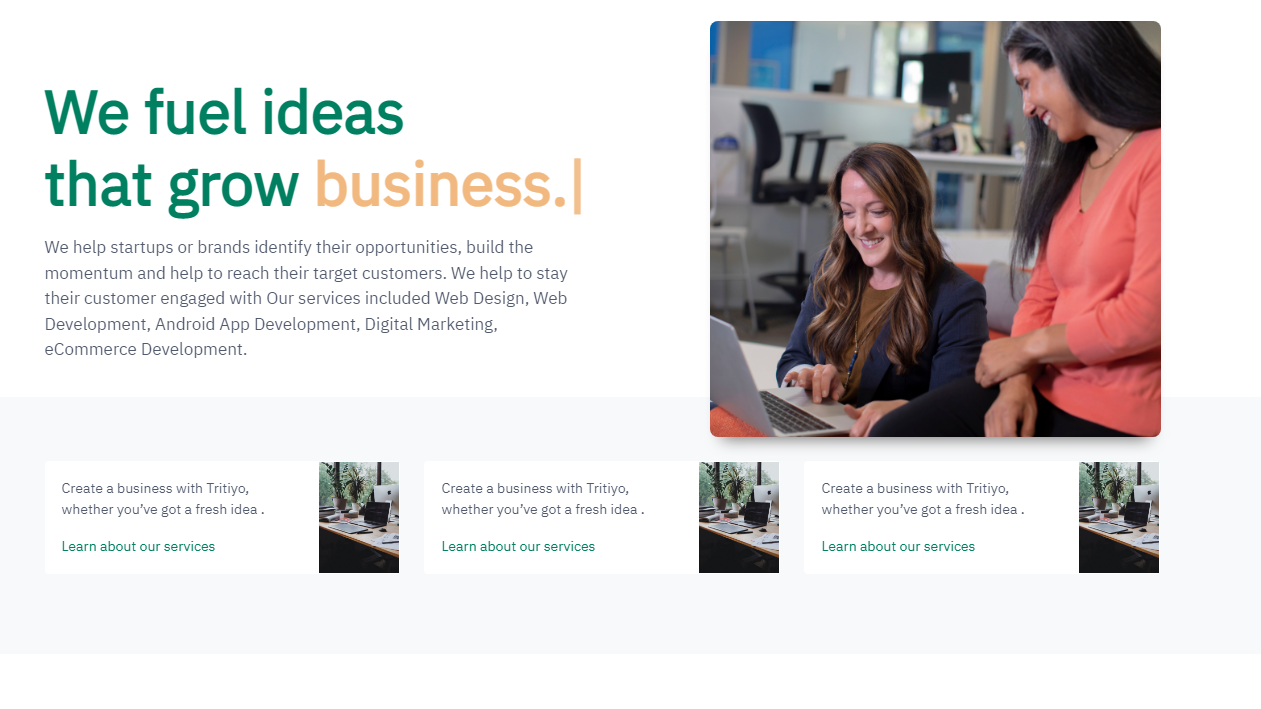 We fuel ideas
that grow business.|
We help startups or brands identify their opportunities, build the
momentum and help to reach their target customers. We help to stay
their customer engaged with Our services included Web Design, Web
Development, Android App Development, Digital Marketing,
eCommerce Development.
Create a business with Tritiyo,
whether you’ve got a fresh idea .
Learn about our services
Create a business with Tritiyo,
whether you’ve got a fresh idea .
Learn about our services
Create a business with Tritiyo,
whether you’ve got a fresh idea .
Learn about our services